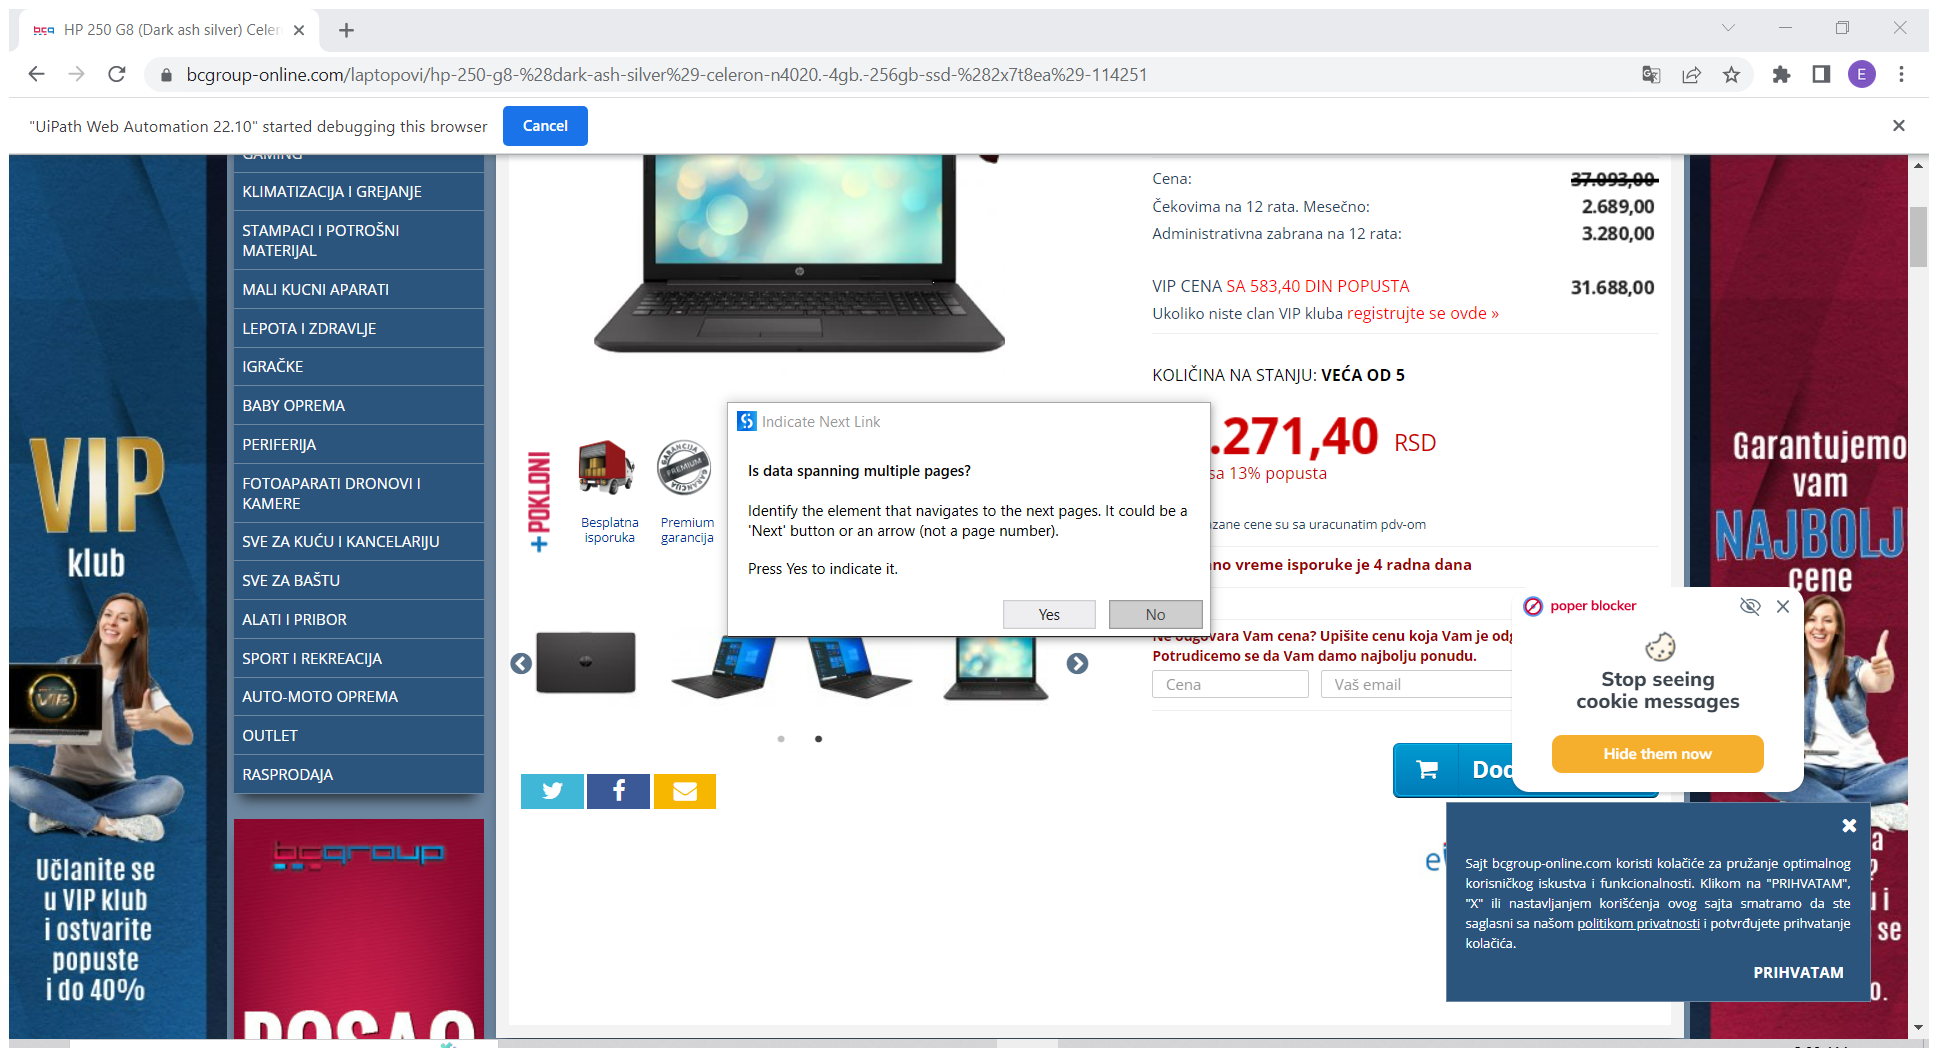 bcg HP 250 G8 (Dark ash silver) Celer
bcgroup-online.com/laptopovi/hp-250-g8-%28dark-ash-silver%29-celeron-n4020.-4gb.-256gb-ssd-%282x7t8ea%29-114251
E
"UiPath Web Automation 22.10" started debugging this browser
Cancel
GAMING
KLIMATIZACIJA I GREJANJE
STAMPACI I POTROŠNI
MATERIJAL
MALI KUCNI APARATI
LEPOTA I ZDRAVLJE
IGRAČKE
BABY OPREMA
PERIFERIJA
FOTOAPARATI DRONOVI I
KAMERE
SVE ZA KUĆU I KANCELARIJU
SVE ZA BAŠTU
ALATI I PRIBOR
SPORT I REKREACIJA
AUTO-MOTO OPREMA
OUTLET
RASPRODAJA
VIP
klub
VIP
Učlanite se
u VIP klub
i ostvarite
popuste
i do 40%
bcgroup
POSAO
+POKLONI
Besplatna
isporuka
GARANCIJA
PREMIUM
GARANCIJA
Premium
garancija
Indicate Next Link
Is data spanning multiple pages?
Identify the element that navigates to the next pages. It could be a
'Next' button or an arrow (not a page number).
Press Yes to indicate it.
Yes
No
Cena: 37.093,00
Čekovima na 12 rata. Mesečno: 2.689,00
Administrativna zabrana na 12 rata: 3.280,00
VIP CENA SA 583,40 DIN POPUSTA 31.688,00
Ukoliko niste clan VIP kluba registrujte se ovde »
KOLIČINA NA STANJU: VEĆA OD 5
.271,40 RSD
sa 13% popusta
zane cene su sa uracunatim pdv-om
no vreme isporuke je 4 radna dana
Ne odgovara Vam cena? Upišite cenu koja Vam je odg
Potrudicemo se da Vam damo najbolju ponudu.
Cena
Vaš email
Dod
poper blocker
Stop seeing
cookie messages
Hide them now
Sajt bcgroup-online.com koristi kolačiće za pružanje optimalnog
korisničkog iskustva i funkcionalnosti. Klikom na "PRIHVATAM",
"X" ili nastavljanjem korišćenja ovog sajta smatramo da ste
saglasni sa našom politikom privatnosti i potvrđujete prihvatanje
kolačića.
PRIHVATAM
Garantujemo
vam
NAJBOLJ
cene
a
i
se
o.